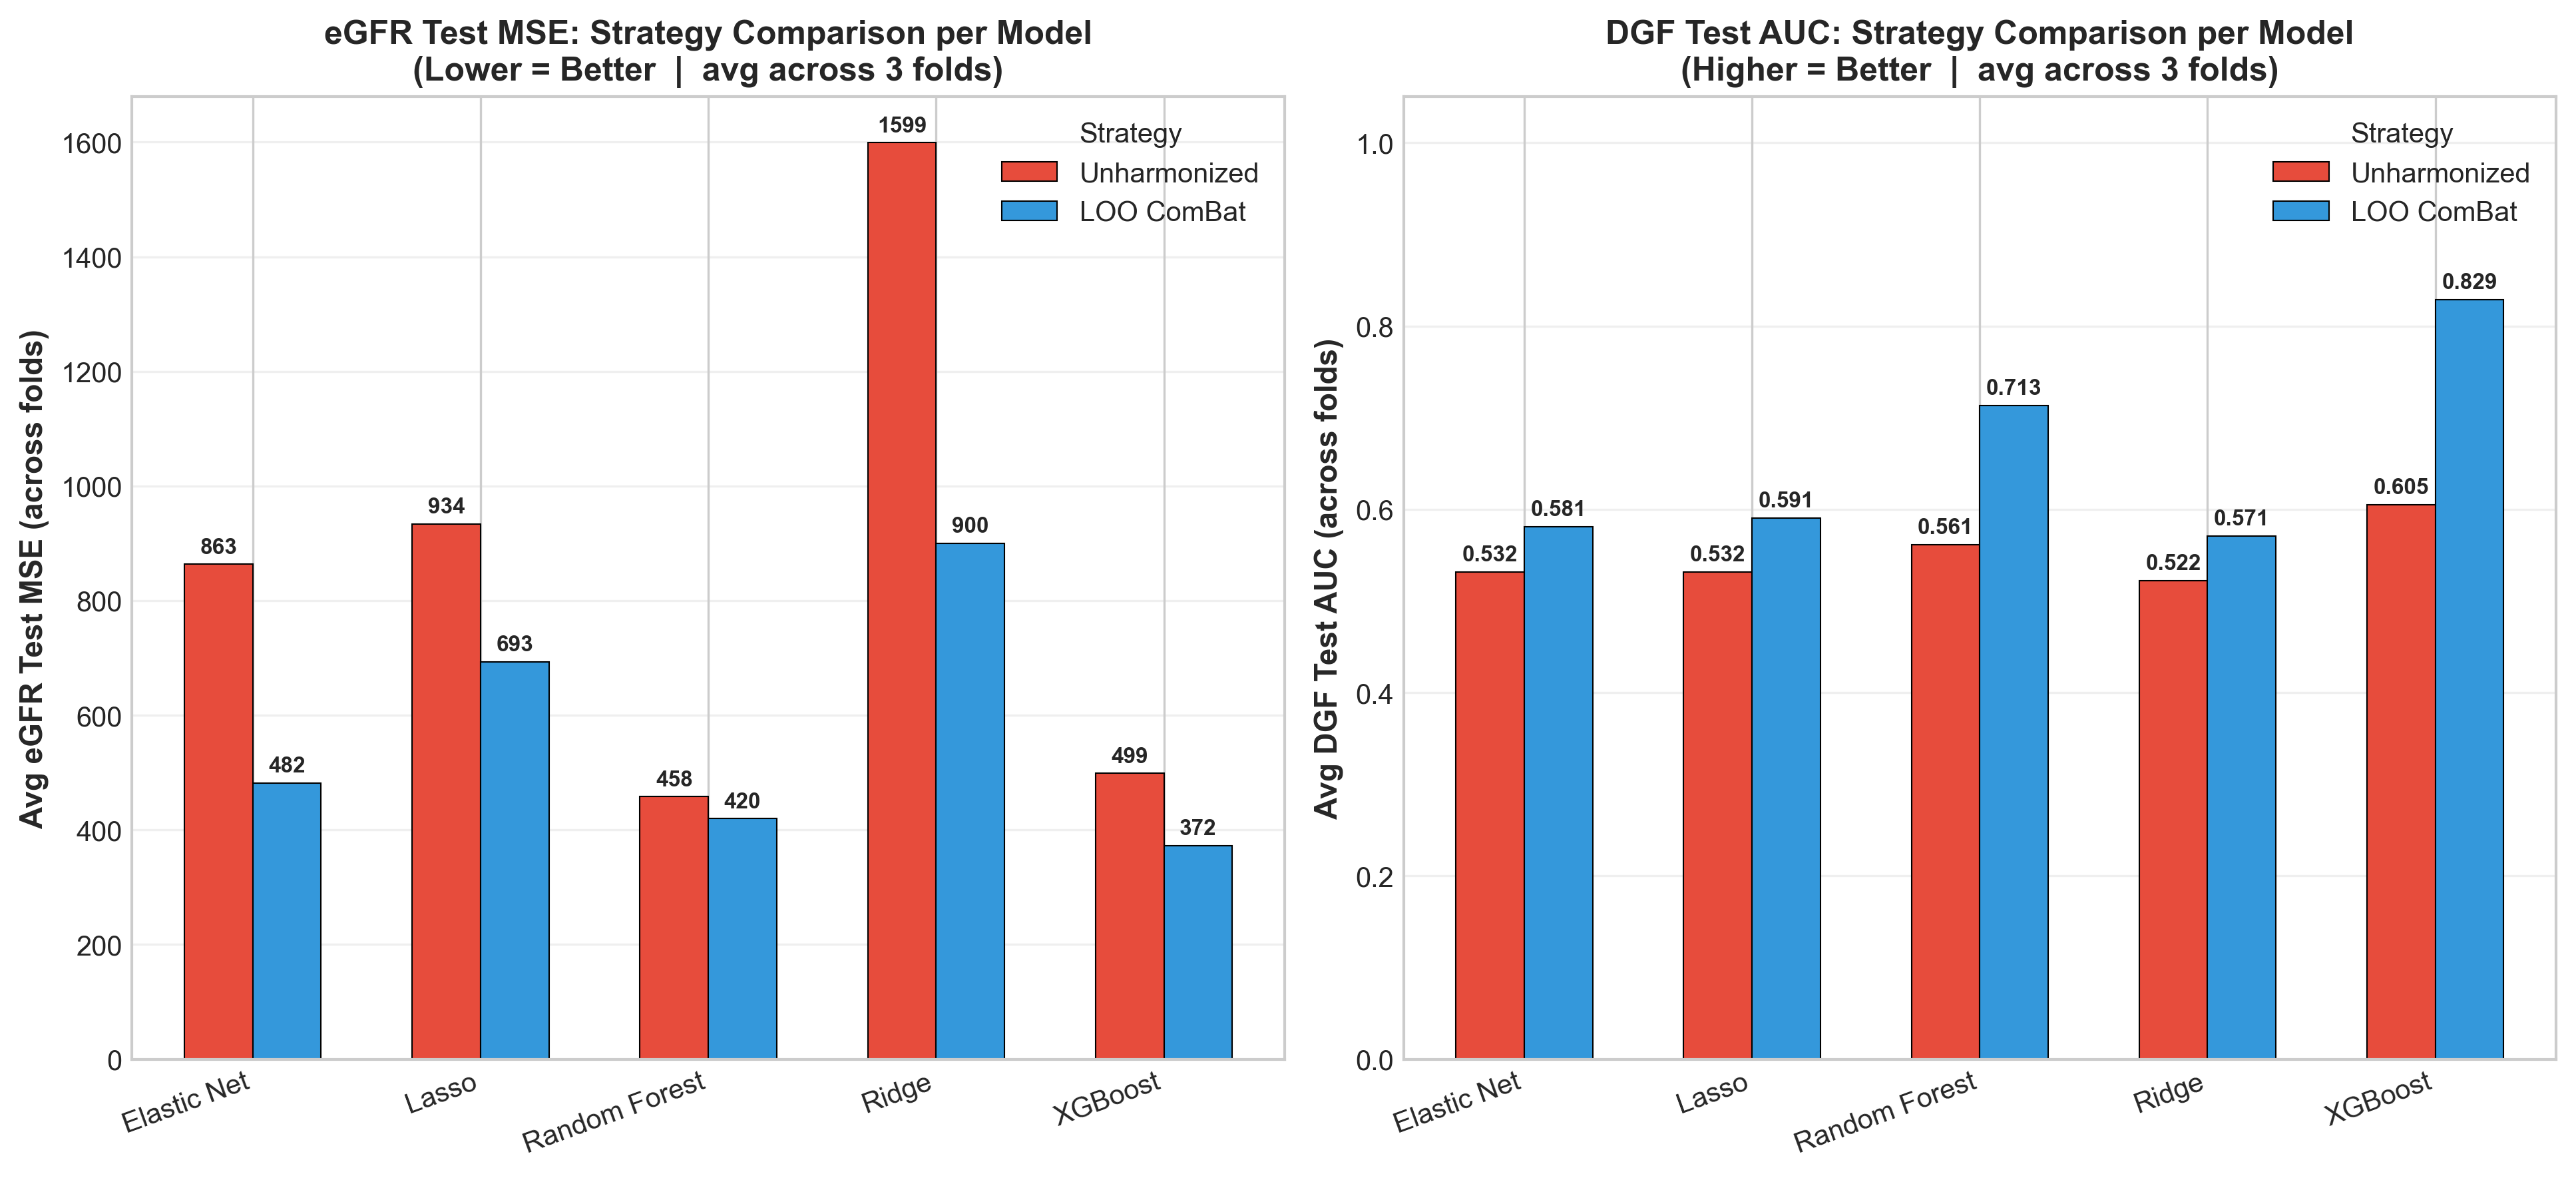 eGFR Test MSE: Strategy Comparison per Model
(Lower = Better | avg across 3 folds)
Avg eGFR Test MSE (across folds)
1600
1400
1200
1000
800
600
400
200
0
Strategy
Unharmonized
LOO ComBat
863
482
934
693
458
420
1599
900
499
372
Elastic Net
Lasso
Random Forest
Ridge
XGBoost
DGF Test AUC: Strategy Comparison per Model
(Higher = Better | avg across 3 folds)
Avg DGF Test AUC (across folds)
1.0
0.8
0.6
0.4
0.2
0.0
Strategy
Unharmonized
LOO ComBat
0.532
0.581
0.532
0.591
0.561
0.713
0.522
0.571
0.605
0.829
Elastic Net
Lasso
Random Forest
Ridge
XGBoost